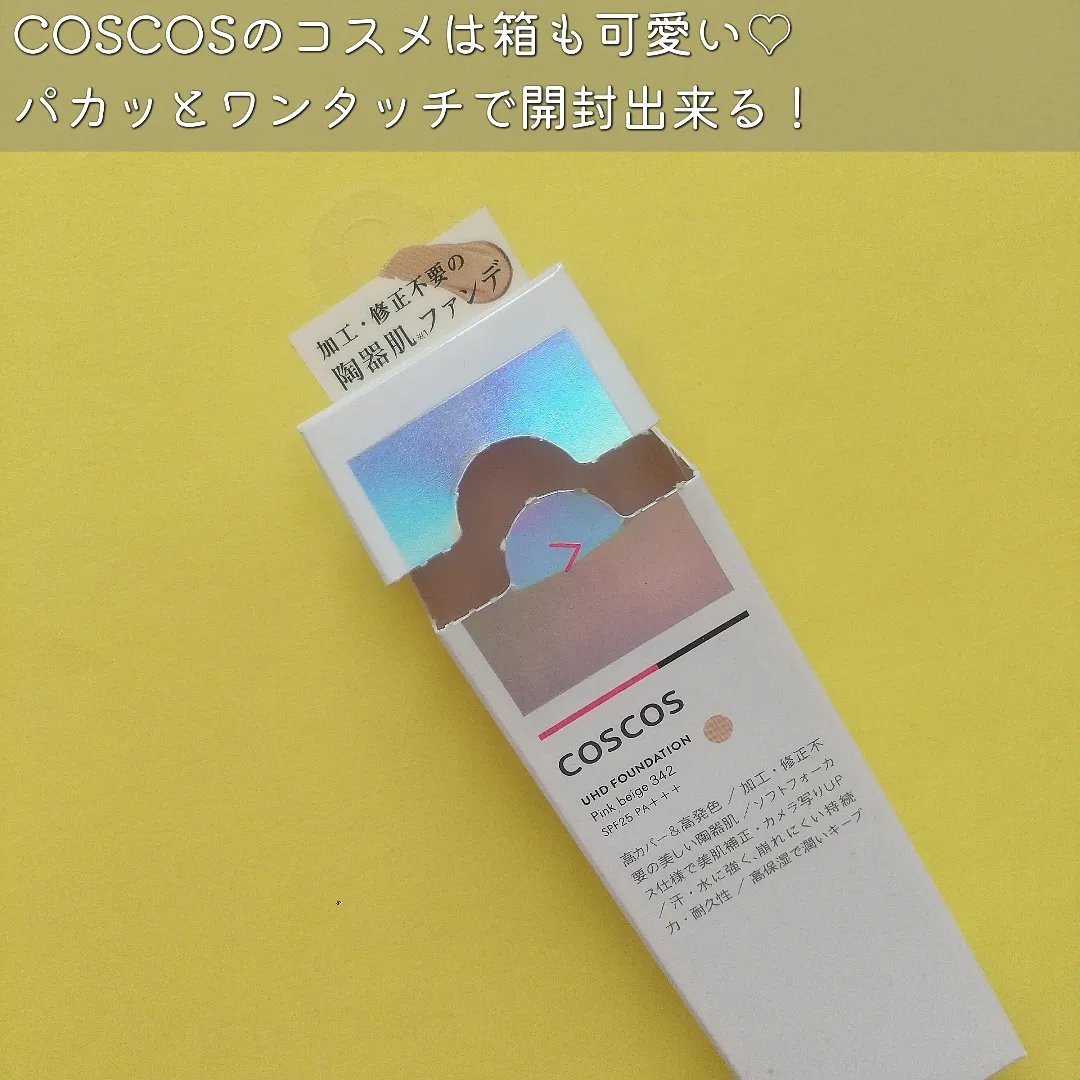 COSCOSのコスメは箱も可愛い♡
パカッとワンタッチで開封出来る！
加工・修正不要の
陶器肌※1ファンデ
COSCOS
UHD FOUNDATION
Pink beige 342
SPF25 PA+++
高カバー&高発色／加工・修正不
要の美しい陶器肌／ソフトフォーカ
ス仕様で美肌補正・カメラ写りUP
／汗・水に強く、崩れにくい持続
力・耐久性／高保湿で潤いキープ